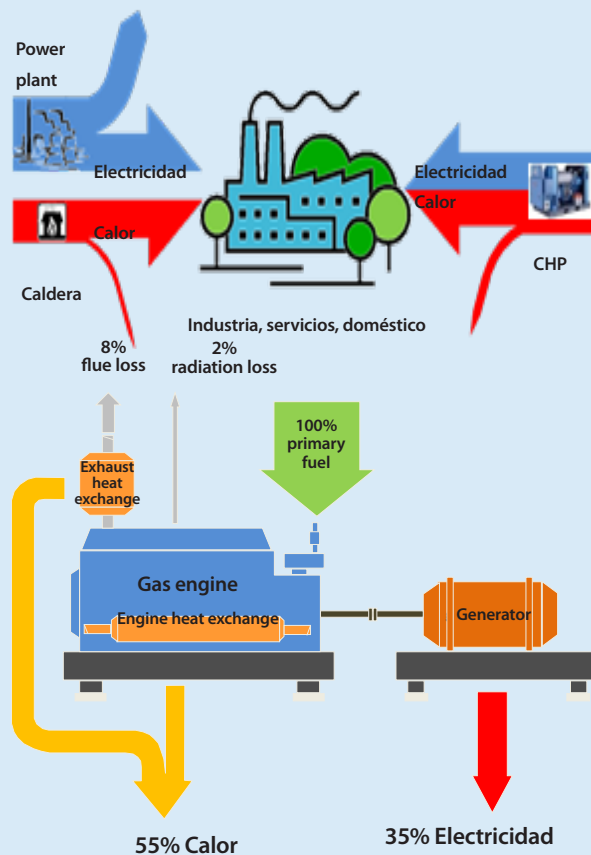 Power
plant
Electricidad
Calor
Caldera
Electricidad
Calor
CHP
Industria, servicios, doméstico
8%
flue loss
2%
radiation loss
100%
primary
fuel
Exhaust
heat
exchange
Gas engine
Engine heat exchange
Generator
55% Calor
35% Electricidad